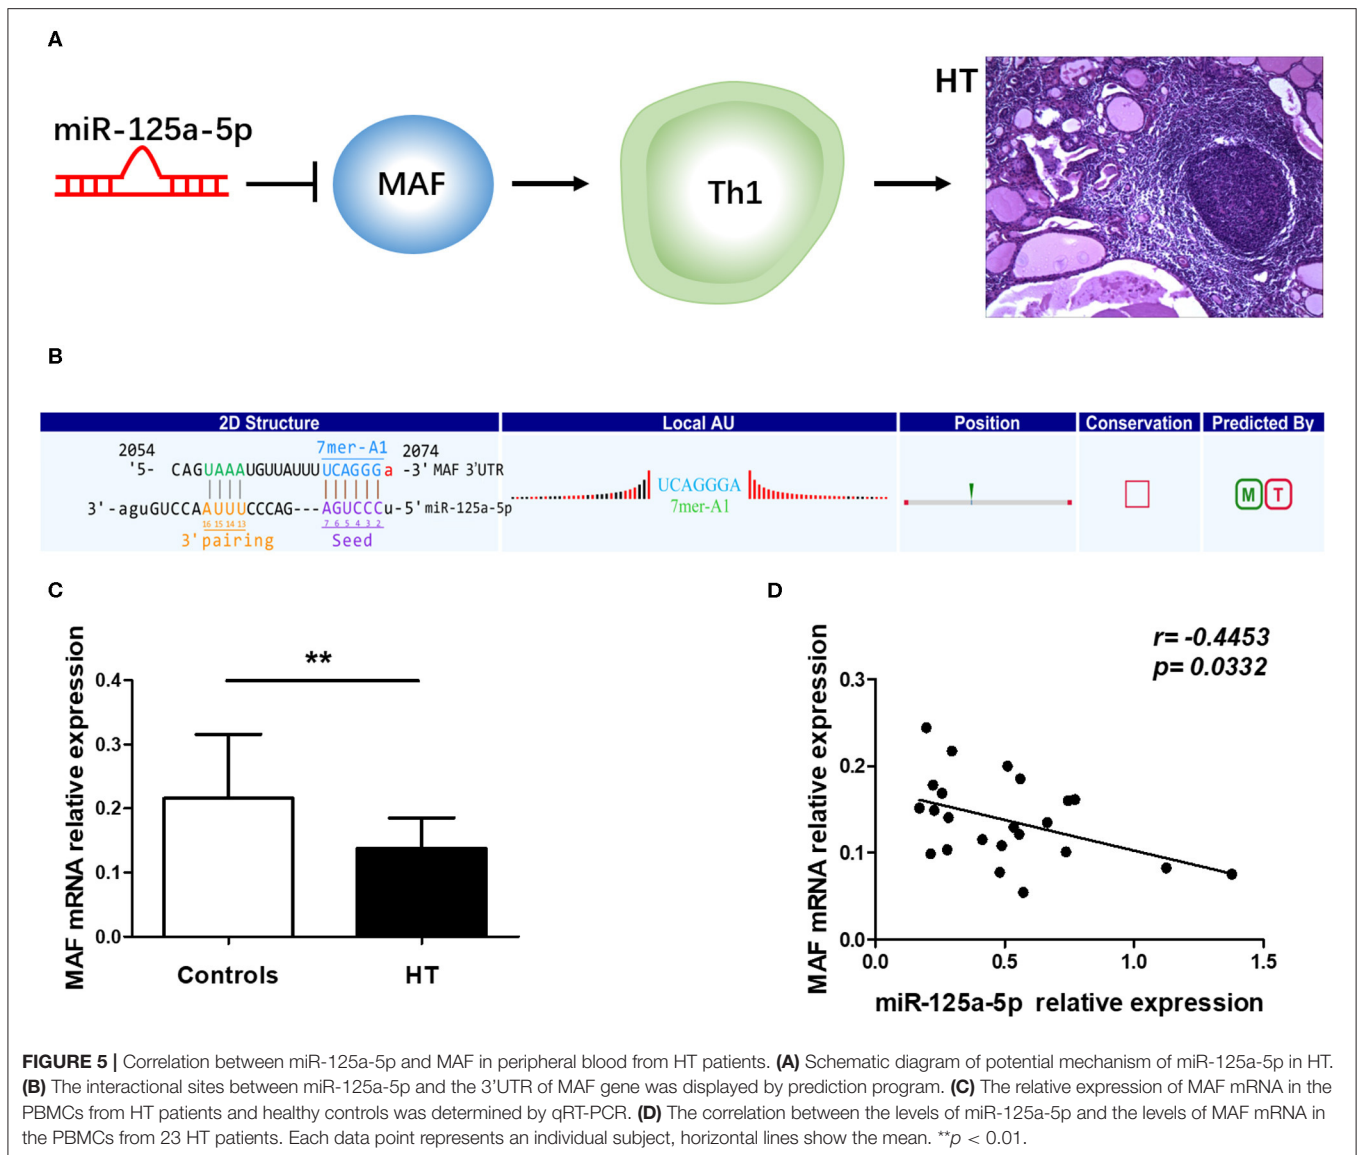 A
miR-125a-5p
MAF
Th1
HT
B
2D Structure
Local AU
Position
Conservation
Predicted By
2054
7mer-A1
2074
'5- CAGUAAAUGUUAUUUUCAGGGa -3' MAF 3'UTR
3'-aguGUCCAAUUUCCCAG---AGUCCCu-5' miR-125a-5p
16 15 14 13
7 6 5 4 3 2
3'pairing
Seed
UCAGGGA
7mer-A1
M
T
C
MAF mRNA relative expression
**
0.4
0.3
0.2
0.1
0.0
Controls
HT
D
MAF mRNA relative expression
r= -0.4453
p= 0.0332
0.3
0.2
0.1
0.0
0.0
0.5
1.0
1.5
miR-125a-5p relative expression
FIGURE 5 | Correlation between miR-125a-5p and MAF in peripheral blood from HT patients. (A) Schematic diagram of potential mechanism of miR-125a-5p in HT.
(B) The interactional sites between miR-125a-5p and the 3'UTR of MAF gene was displayed by prediction program. (C) The relative expression of MAF mRNA in the
PBMCs from HT patients and healthy controls was determined by qRT-PCR. (D) The correlation between the levels of miR-125a-5p and the levels of MAF mRNA in
the PBMCs from 23 HT patients. Each data point represents an individual subject, horizontal lines show the mean. **p < 0.01.